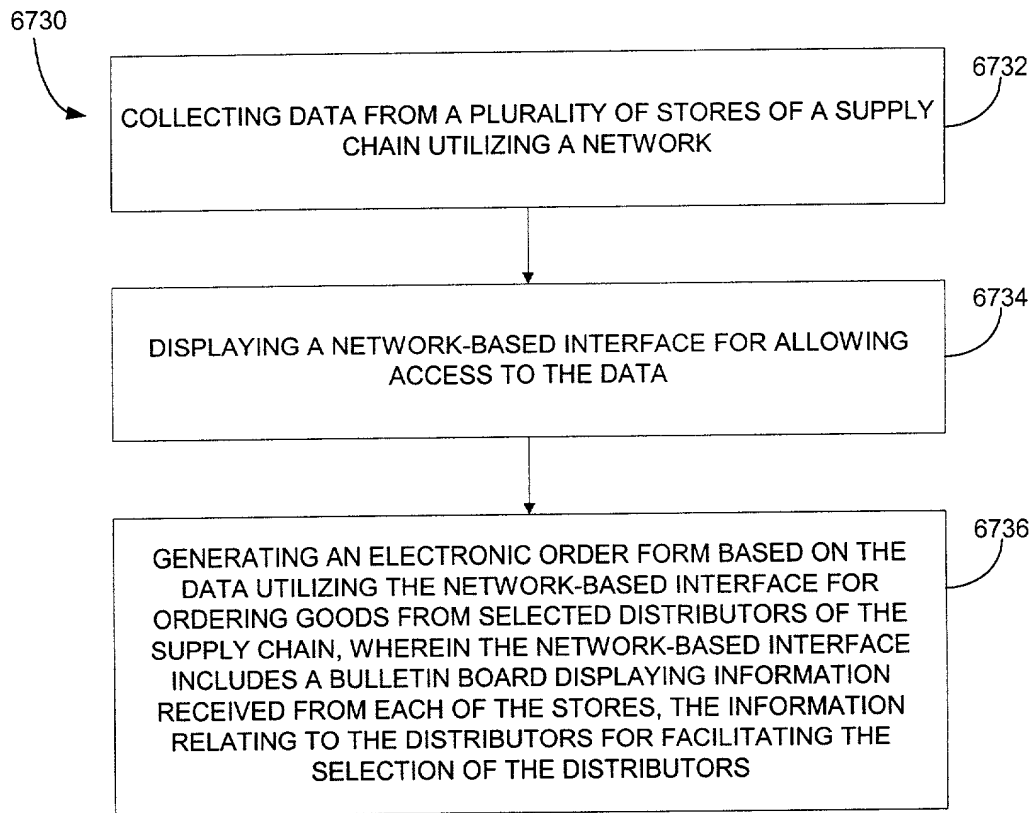 6730
6732
COLLECTING DATA FROM A PLURALITY OF STORES OF A SUPPLY
CHAIN UTILIZING A NETWORK
6734
DISPLAYING A NETWORK-BASED INTERFACE FOR ALLOWING
ACCESS TO THE DATA
6736
GENERATING AN ELECTRONIC ORDER FORM BASED ON THE
DATA UTILIZING THE NETWORK-BASED INTERFACE FOR
ORDERING GOODS FROM SELECTED DISTRIBUTORS OF THE
SUPPLY CHAIN, WHEREIN THE NETWORK-BASED INTERFACE
INCLUDES A BULLETIN BOARD DISPLAYING INFORMATION
RECEIVED FROM EACH OF THE STORES, THE INFORMATION
RELATING TO THE DISTRIBUTORS FOR FACILITATING THE
SELECTION OF THE DISTRIBUTORS